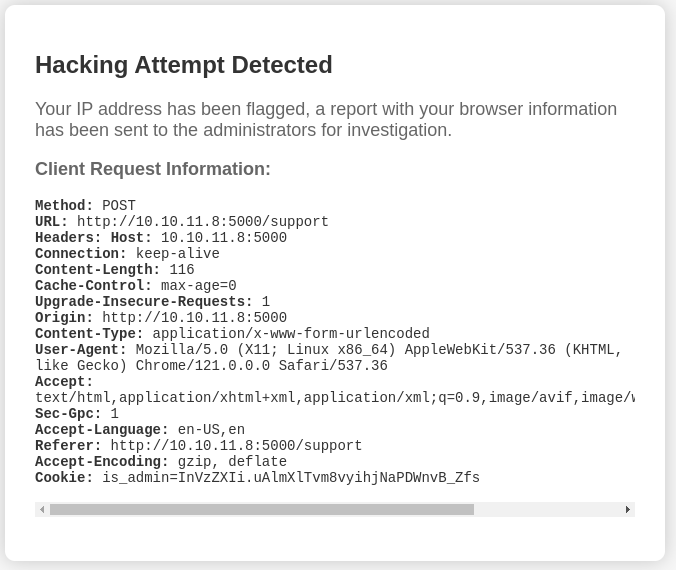 Hacking Attempt Detected
Your IP address has been flagged, a report with your browser information
has been sent to the administrators for investigation.
Client Request Information:
Method: POST
URL: http://10.10.11.8:5000/support
Headers: Host: 10.10.11.8:5000
Connection: keep-alive
Content-Length: 116
Cache-Control: max-age=0
Upgrade-Insecure-Requests: 1
Origin: http://10.10.11.8:5000
Content-Type: application/x-www-form-urlencoded
User-Agent: Mozilla/5.0 (X11; Linux x86_64) AppleWebKit/537.36 (KHTML,
like Gecko) Chrome/121.0.0.0 Safari/537.36
Accept:
text/html,application/xhtml+xml,application/xml;q=0.9,image/avif,image/
Sec-Gpc: 1
Accept-Language: en-US,en
Referer: http://10.10.11.8:5000/support
Accept-Encoding: gzip, deflate
Cookie: is_admin=InVzZXIi.uAlmXlTvm8vyihjNaPDWnvB_Zfs